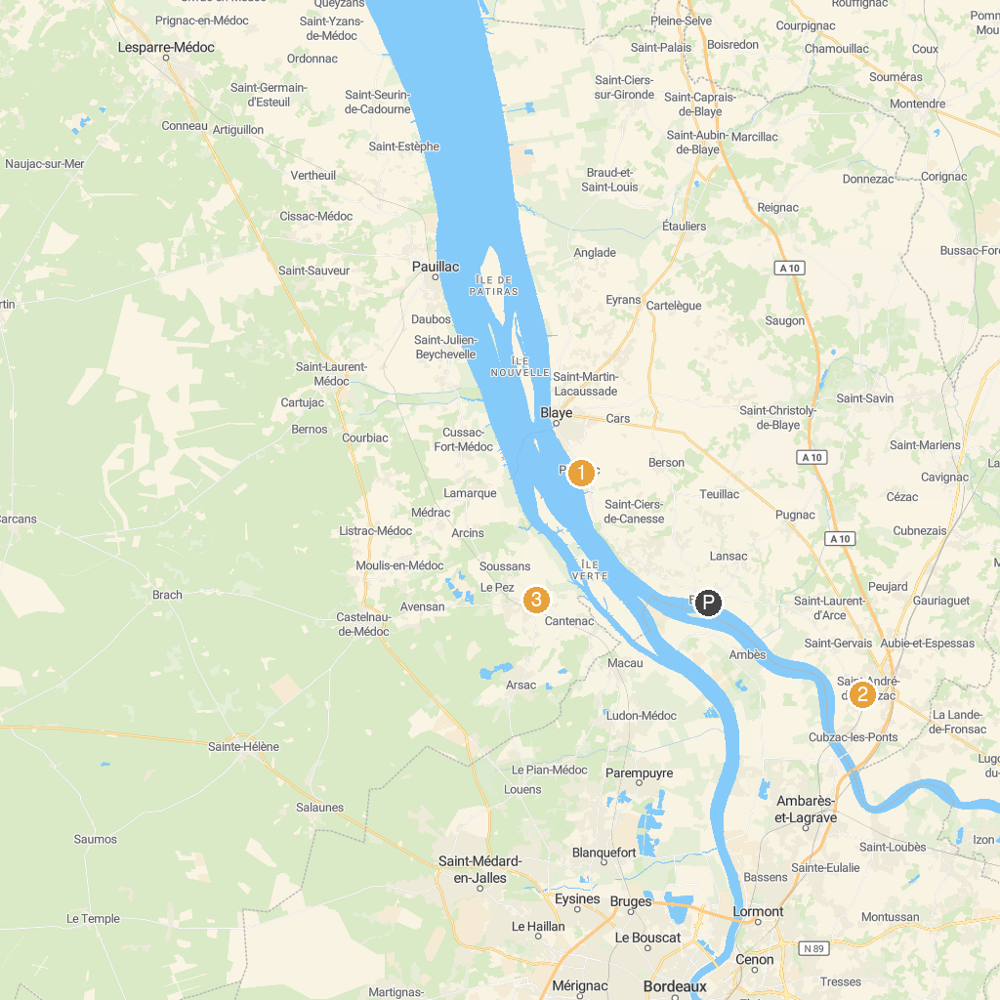 Queyzans
Prignac-en-Médoc
Saint-Yzans-
de-Médoc
Lesparre-Médoc
Ordonnac
Saint-Germain-
d'Esteuil
Saint-Seurin-
de-Cadourne
Conneau
Artiguillon
Saint-Estèphe
Naujac-sur-Mer
Vertheuil
Cissac-Médoc
Saint-Sauveur
Pauillac
ÎLE DE
PATIRAS
Daubos
Saint-Julien-
Beychevelle
ÎLE
NOUVELLE
Saint-Laurent-
Médoc
Cartujac
Bernos
Courbiac
Cussac-
Fort-Médoc
Lamarque
Médrac
Listrac-Médoc
Arcins
Carcans
Moulis-en-Médoc
Soussans
Le Pez
Brach
Avensan
3
Cantenac
Castelnau-
de-Médoc
Macau
Arsac
Ludon-Médoc
Sainte-Hélène
Le Pian-Médoc
Louens
Parempuyre
Salaunes
Saumos
Saint-Médard-
en-Jalles
Blanquefort
Eysines
Bruges
Le Temple
Le Haillan
Le Bouscat
Mérignac
Bordeaux
Martignas-
Pleine-Selve
Rouffignac
Courpignac
Saint-Palais
Boisredon
Chamouillac
Coux
Saint-Ciers-
sur-Gironde
Souméras
Saint-Caprais-
de-Blaye
Montendre
Saint-Aubin-
de-Blaye
Marcillac
Braud-et-
Saint-Louis
Donnezac
Corignac
Reignac
Étauliers
Anglade
Bussac-Forê
A 10
Eyrans
Cartelègue
Saugon
Saint-Martin-
Lacaussade
Blaye
Cars
Saint-Savin
Saint-Christoly-
de-Blaye
Saint-Mariens
A 10
Berson
1
Cavignac
Teuillac
Cézac
Saint-Ciers-
de-Canesse
Pugnac
Cubnezais
A 10
Lansac
ÎLE
VERTE
Peujard
P
Saint-Laurent-
d'Arce
Gauriaguet
Saint-Gervais
Aubie-et-Espessas
Ambès
Saint-André-
2
La Lande-
de-Fronsac
Cubzac-les-Ponts
Ambarès-
et-Lagrave
Izon
Saint-Loubès
Sainte-Eulalie
Bassens
Lormont
Montussan
N 89
Cenon
Tresses